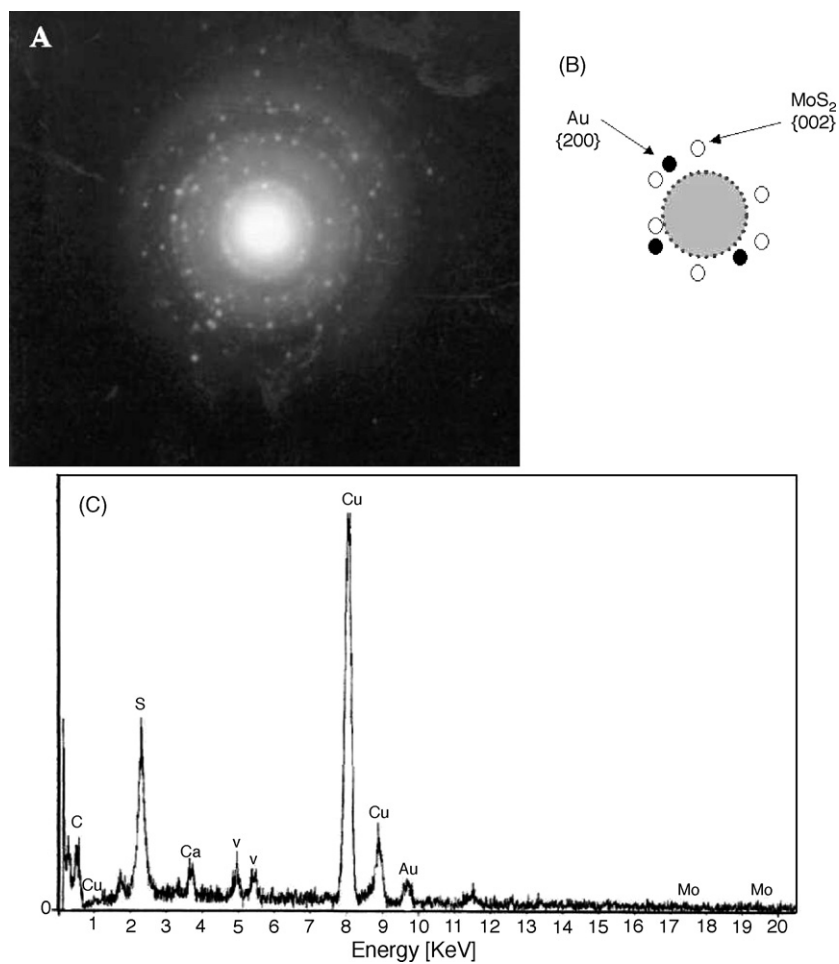 A
(B)
Au
{200}
MoS₂
{002}
(C)
Cu
S
C
Cu
Ca
v
v
Cu
Au
Mo
Mo
0
1 2 3 4 5 6 7 8 9 10 11 12 13 14 15 16 17 18 19 20
Energy [KeV]